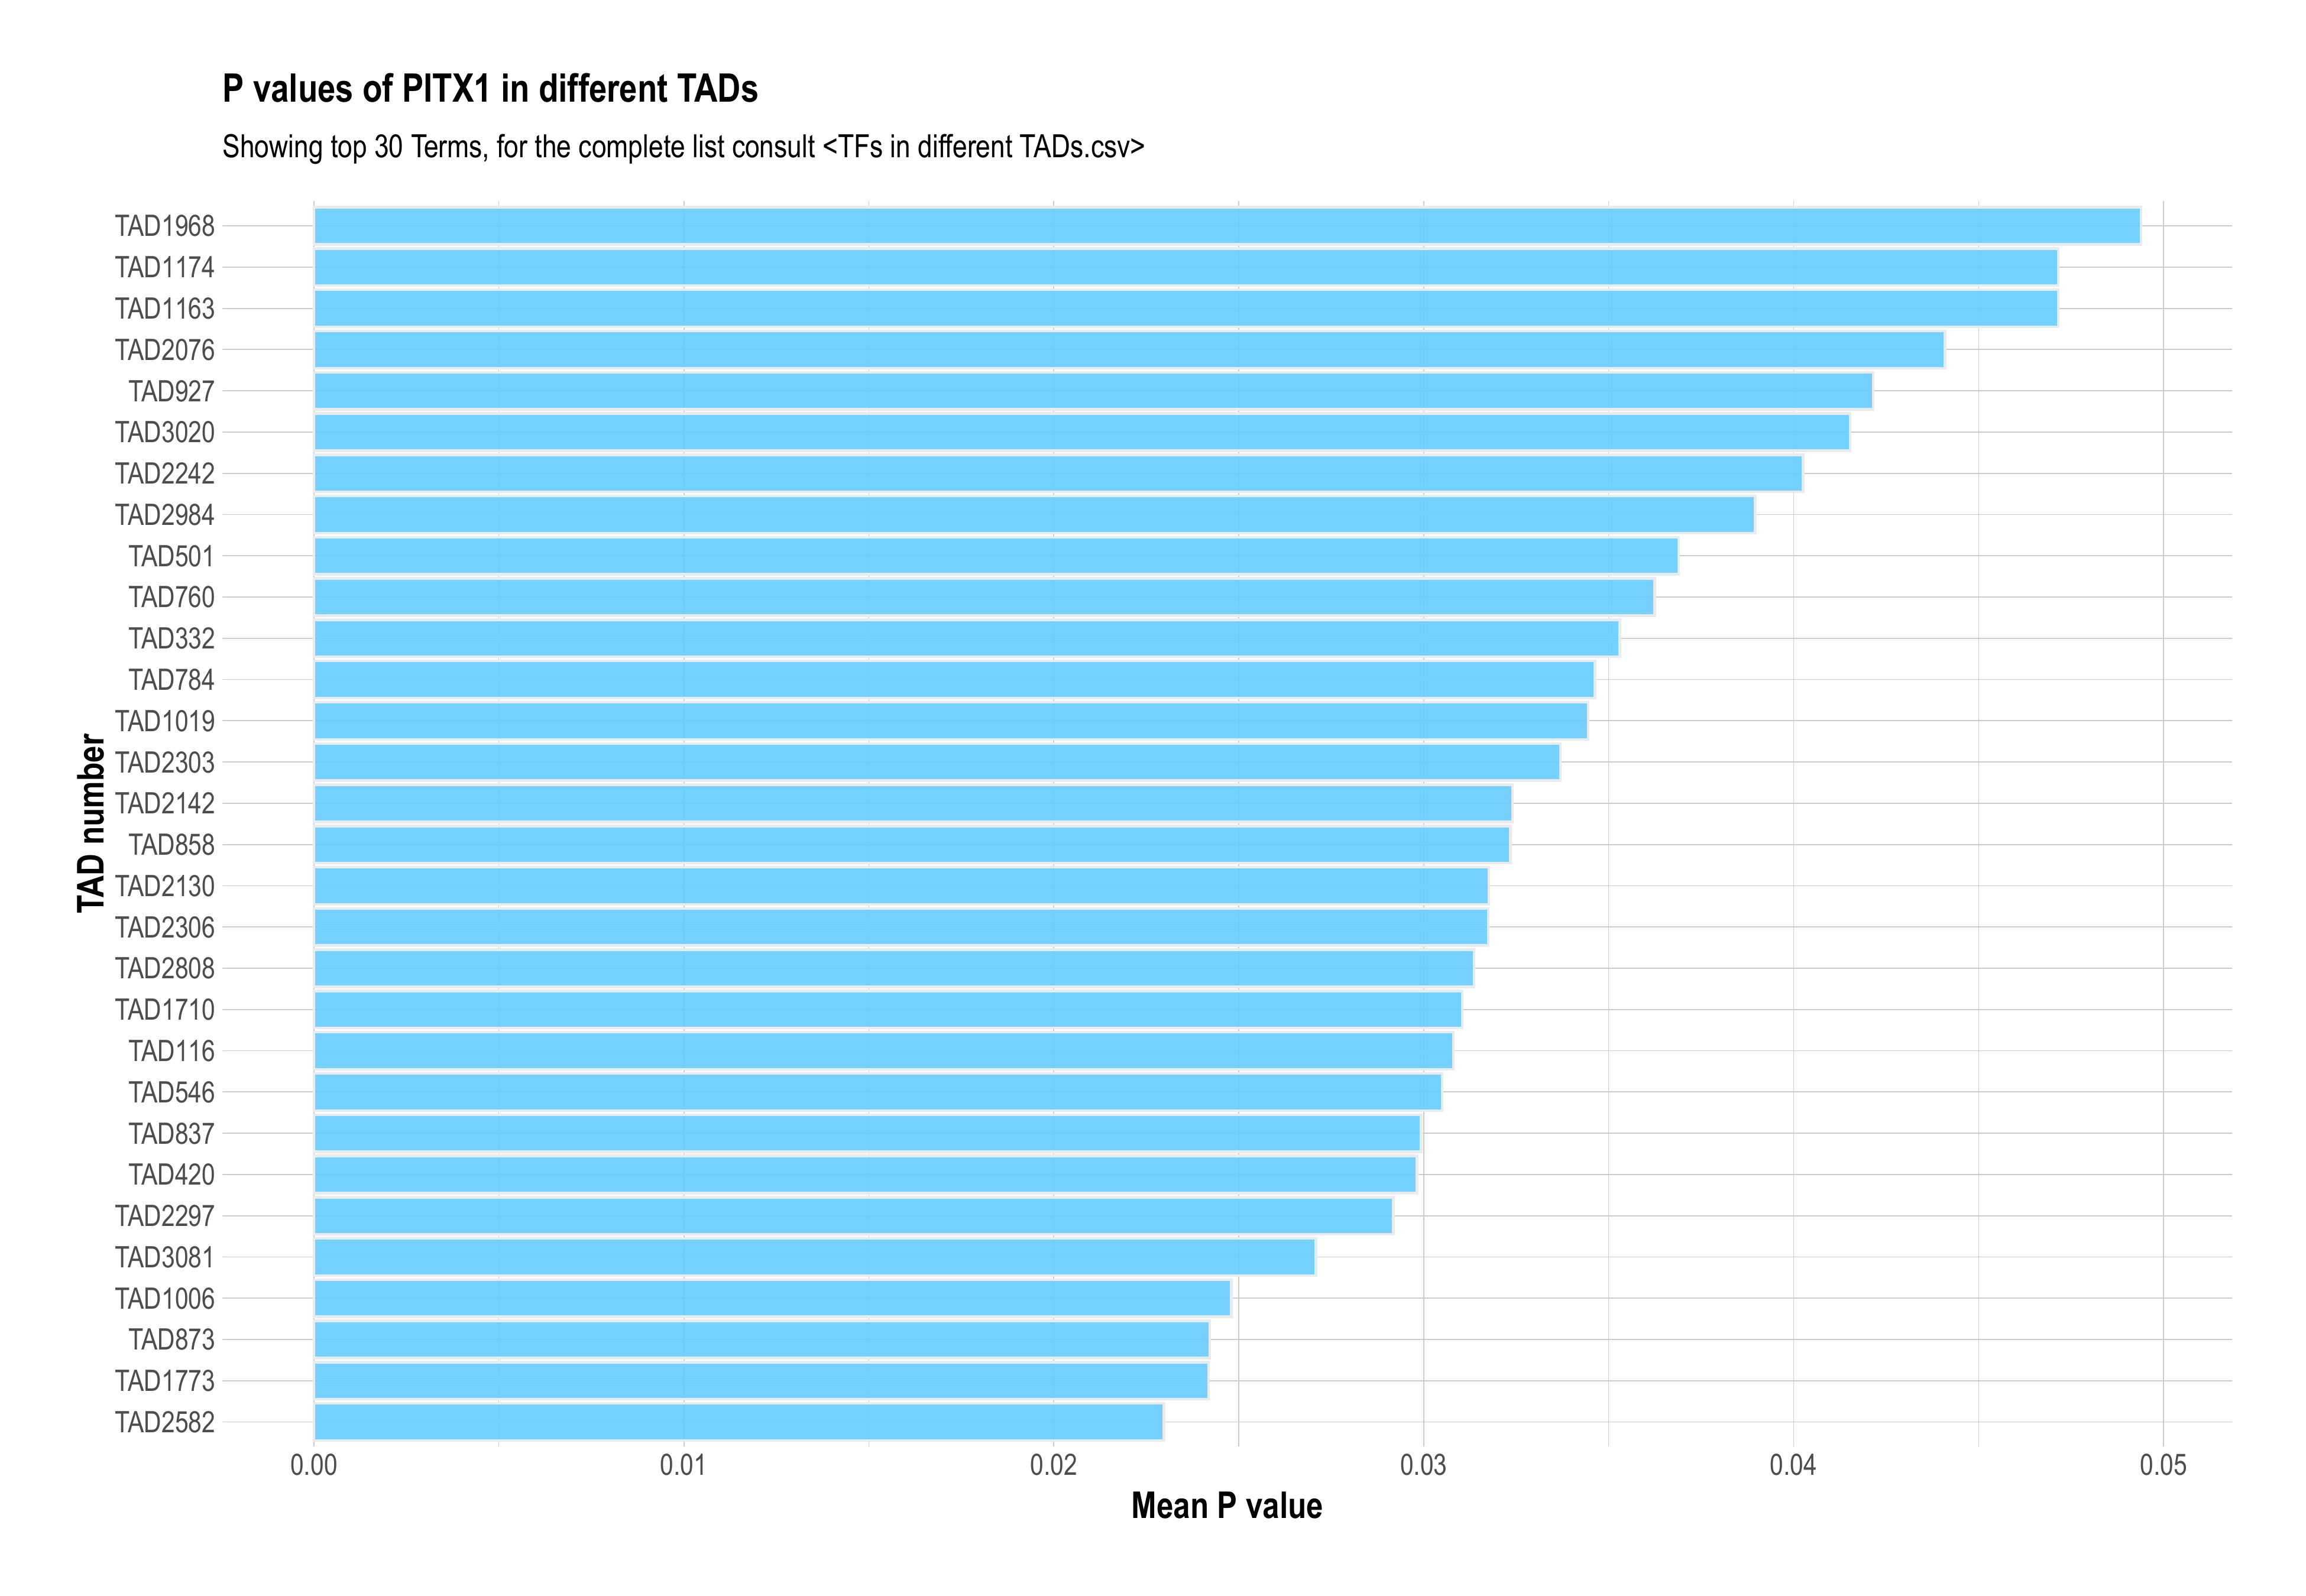 P values of PITX1 in different TADs
Showing top 30 Terms, for the complete list consult <TFs in different TADs.csv>
TAD number
TAD1968
TAD1174
TAD1163
TAD2076
TAD927
TAD3020
TAD2242
TAD2984
TAD501
TAD760
TAD332
TAD784
TAD1019
TAD2303
TAD2142
TAD858
TAD2130
TAD2306
TAD2808
TAD1710
TAD116
TAD546
TAD837
TAD420
TAD2297
TAD3081
TAD1006
TAD873
TAD1773
TAD2582
0.00 0.01 0.02 0.03 0.04 0.05
Mean P value